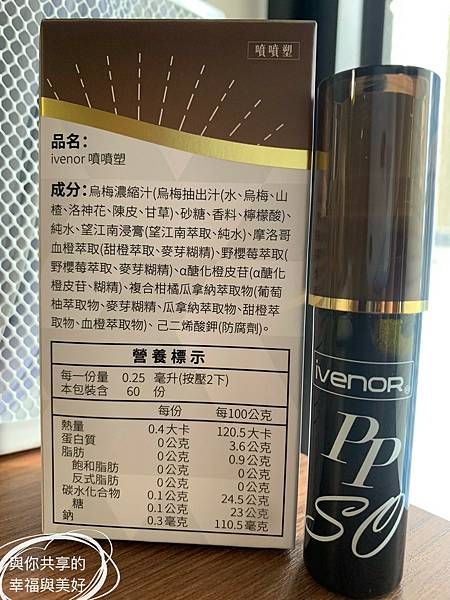 噴噴塑
品名：
ivenor 噴噴塑
成分：烏梅濃縮汁(烏梅抽出汁(水、烏梅、山
楂、洛神花、陳皮、甘草)、砂糖、香料、檸檬酸)、
純水、望江南浸膏(望江南萃取、純水)、摩洛哥
血橙萃取(甜橙萃取、麥芽糊精)、野櫻莓萃取(
野櫻莓萃取、麥芽糊精)、α醣化橙皮苷(α醣化
橙皮苷、糊精)、複合柑橘瓜拿納萃取物(葡萄
柚萃取物、麥芽糊精、瓜拿納萃取物、甜橙萃
取物、血橙萃取物)、己二烯酸鉀(防腐劑)。
營養標示
每一份量 0.25 毫升(按壓2下)
本包裝含 60 份
每份 每100公克
熱量 0.4大卡 120.5大卡
蛋白質 0公克 3.6公克
脂肪 0公克 0.9公克
飽和脂肪 0公克 0公克
反式脂肪 0公克 0公克
碳水化合物 0.1公克 24.5公克
糖 0.1公克 23公克
鈉 0.3毫克 110.5毫克
ivenor®
PP
SO
與你共享的
幸福與美好